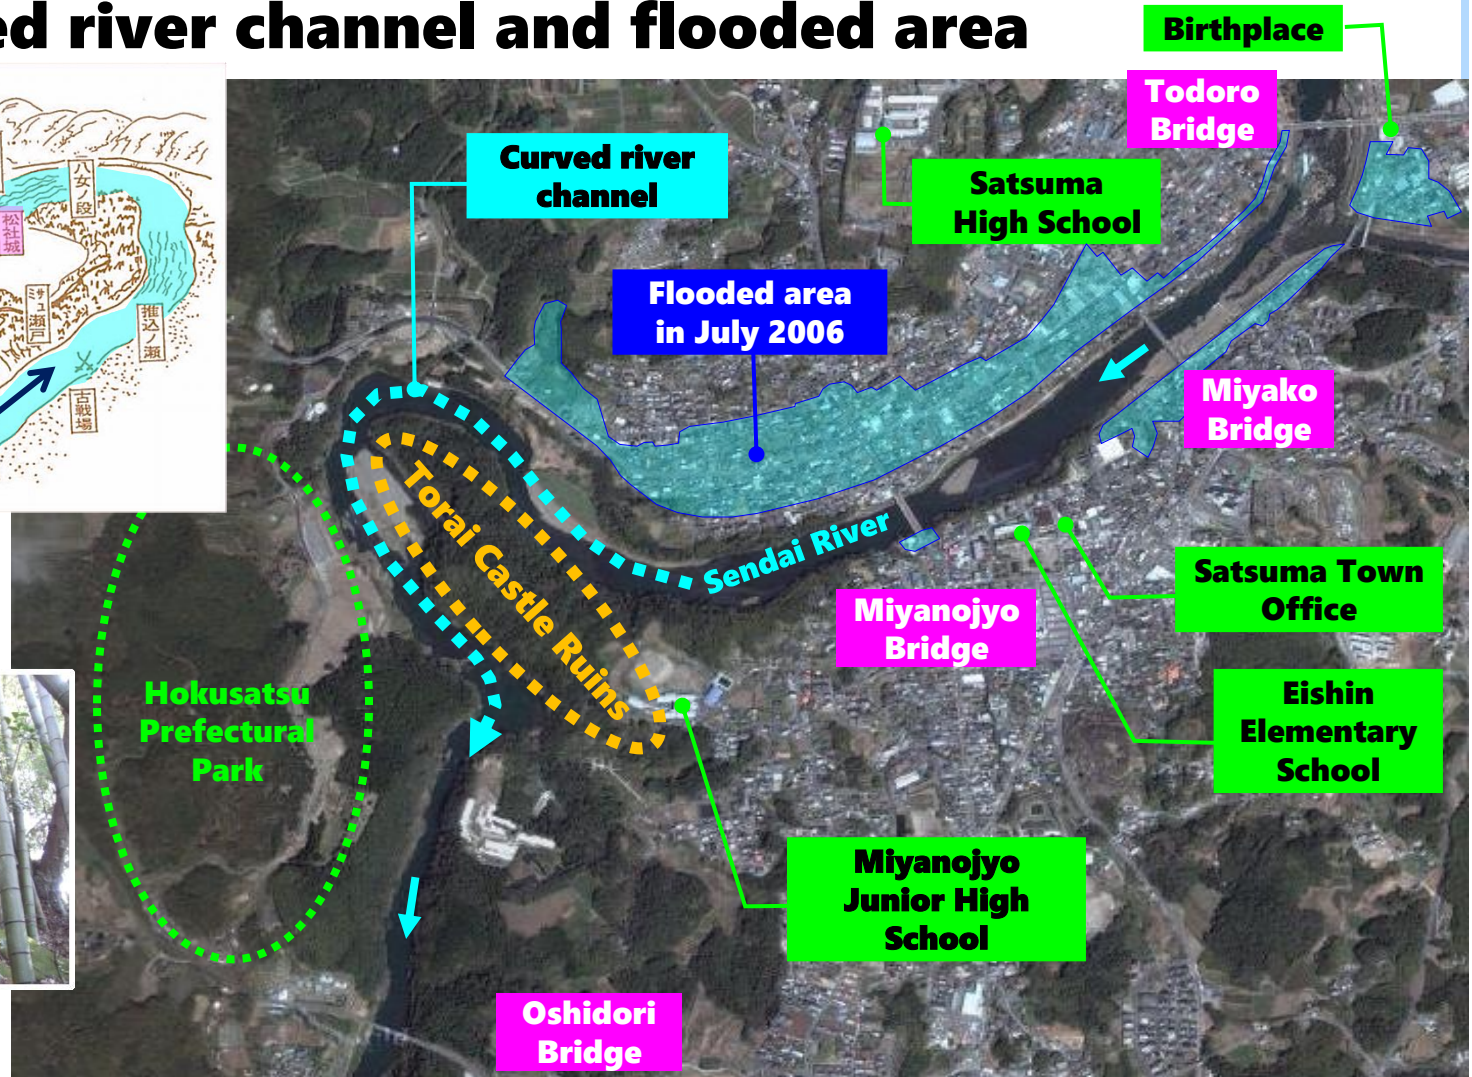 ed river channel and flooded area
Birthplace
Todoro
Bridge
Curved river
channel
Satsuma
High School
八女ノ段
松社城
Flooded area
in July 2006
推込ノ瀬
古戦場
Miyako
Bridge
Torai Castle Ruins
Sendai River
Satsuma Town
Office
Miyanojyo
Bridge
Hokusatsu
Prefectural
Park
Eishin
Elementary
School
Miyanojyo
Junior High
School
Oshidori
Bridge